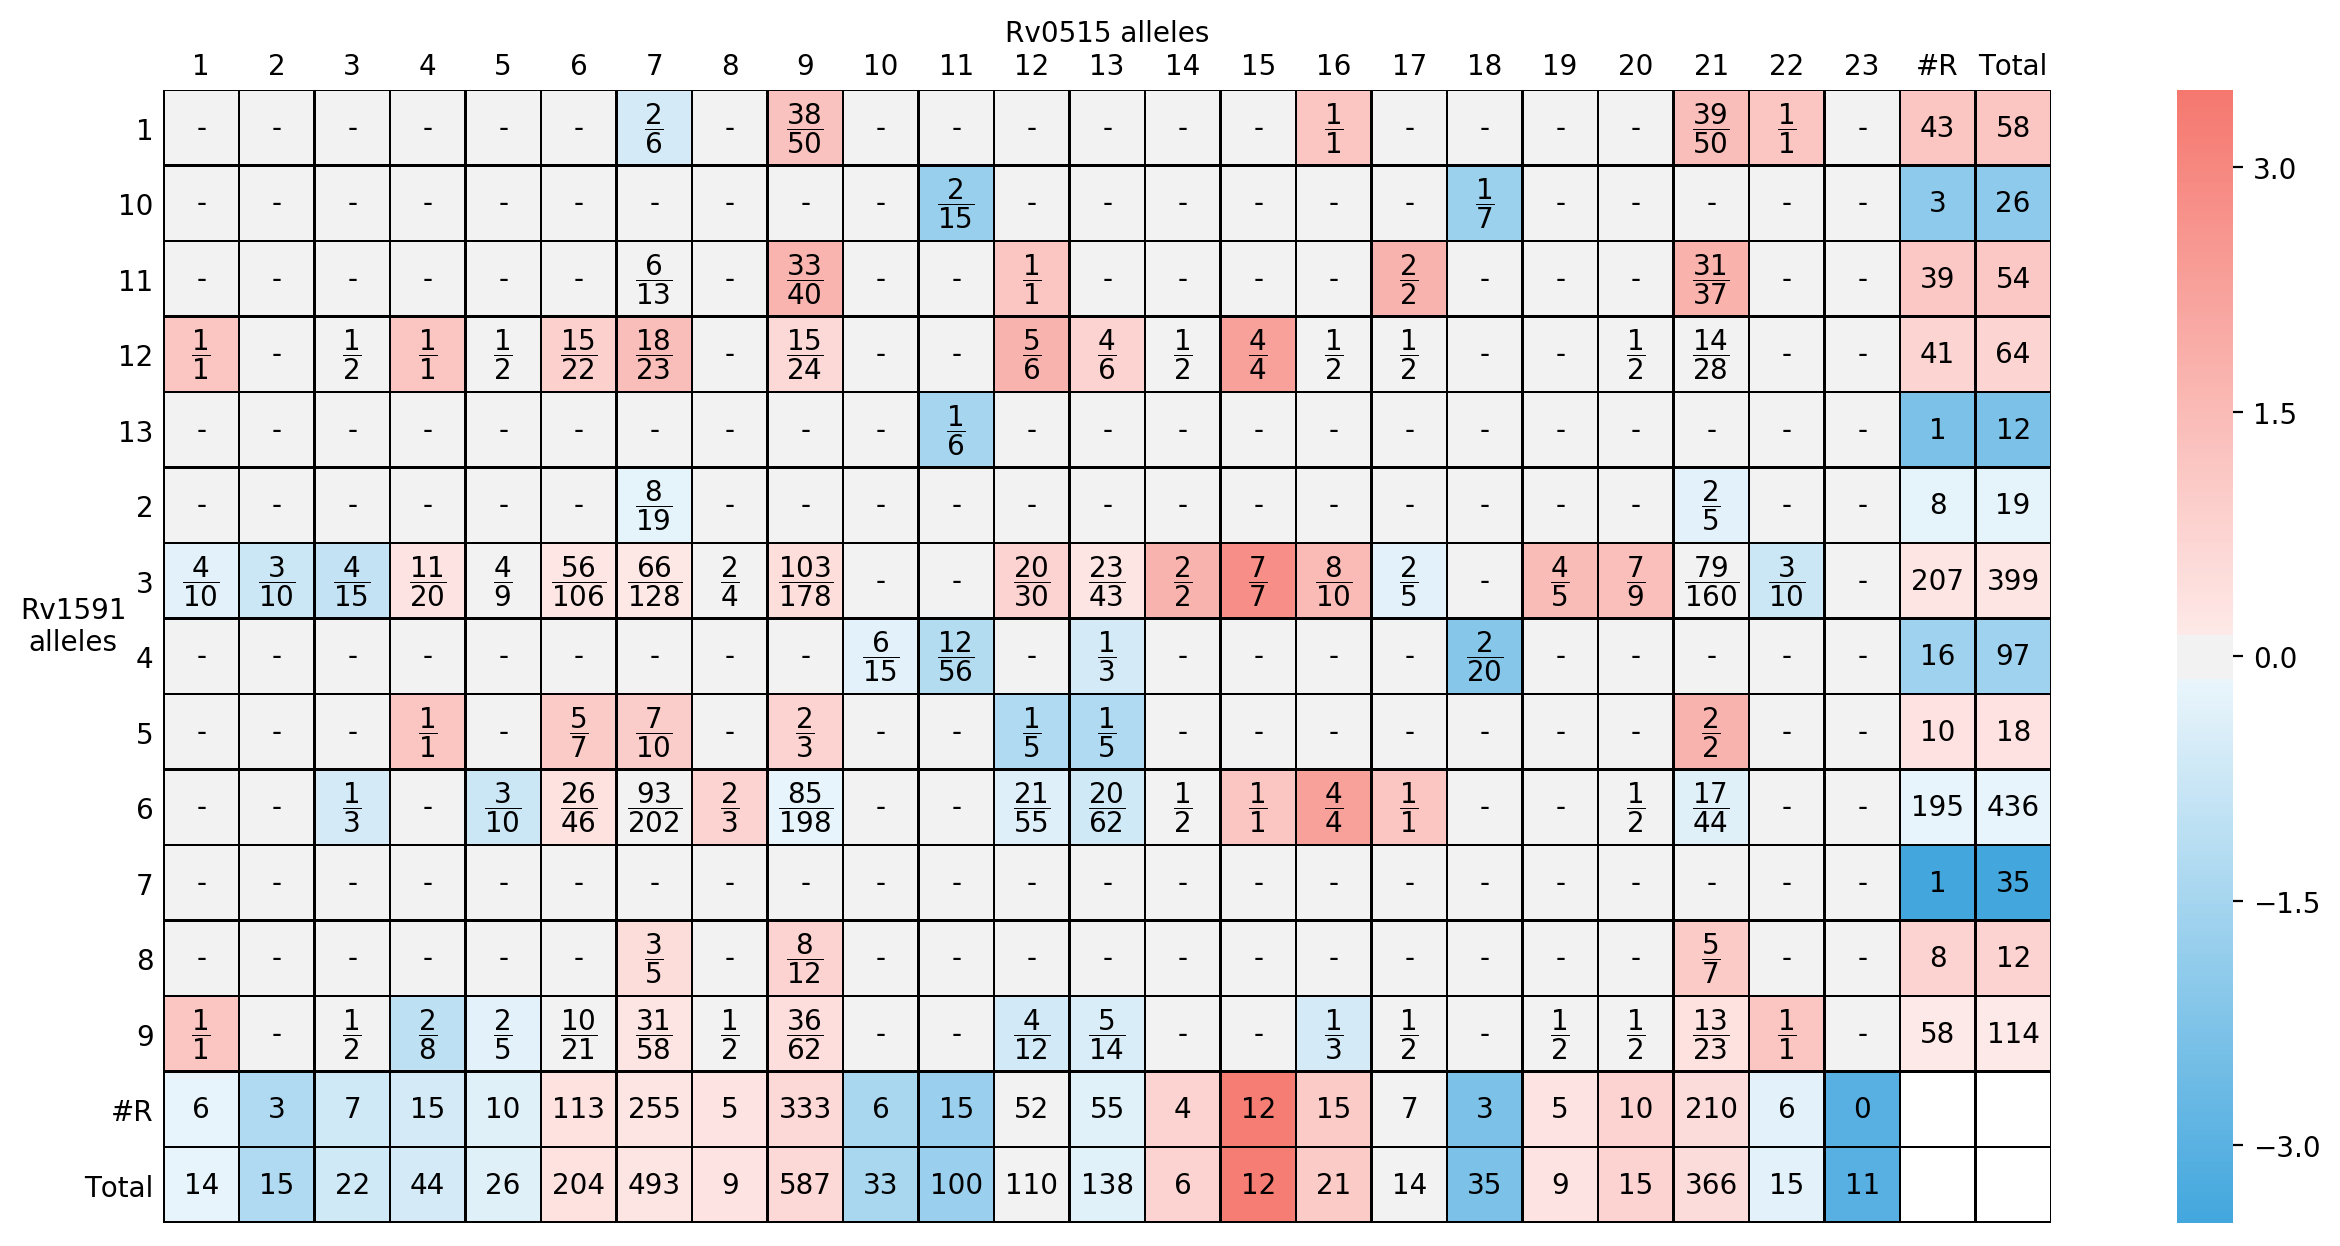 Rv0515 alleles
1 2 3 4 5 6 7 8 9 10 11 12 13 14 15 16 17 18 19 20 21 22 23 #R Total
1 - - - - - - 2/6 - 38/50 - - - - - - 1/1 - - - - 39/50 1/1 - 43 58
10 - - - - - - - - - - 2/15 - - - - - - 1/7 - - - - - 3 26
11 - - - - - - 6/13 - 33/40 - - 1/1 - - - - 2/2 - - - 31/37 - - 39 54
12 1/1 - 1/2 1/1 1/2 15/22 18/23 - 15/24 - - 5/6 4/6 1/2 4/4 1/2 1/2 - - 1/2 14/28 - - 41 64
13 - - - - - - - - - - 1/6 - - - - - - - - - - - - 1 12
2 - - - - - - 8/19 - - - - - - - - - - - - - 2/5 - - 8 19
3 4/10 3/10 4/15 11/20 4/9 56/106 66/128 2/4 103/178 - - 20/30 23/43 2/2 7/7 8/10 2/5 - 4/5 7/9 79/160 3/10 - 207 399
Rv1591
alleles
4 - - - - - - - - - 6/15 12/56 - 1/3 - - - - 2/20 - - - - - 16 97
5 - - - 1/1 - 5/7 7/10 - 2/3 - - 1/5 1/5 - - - - - - - 2/2 - - 10 18
6 - - 1/3 - 3/10 26/46 93/202 2/3 85/198 - - 21/55 20/62 1/2 1/1 4/4 1/1 - - 1/2 17/44 - - 195 436
7 - - - - - - - - - - - - - - - - - - - - - - - 1 35
8 - - - - - - 3/5 - 8/12 - - - - - - - - - - - 5/7 - - 8 12
9 1/1 - 1/2 2/8 2/5 10/21 31/58 1/2 36/62 - - 4/12 5/14 - - 1/3 1/2 - 1/2 1/2 13/23 1/1 - 58 114
#R 6 3 7 15 10 113 255 5 333 6 15 52 55 4 12 15 7 3 5 10 210 6 0
Total 14 15 22 44 26 204 493 9 587 33 100 110 138 6 12 21 14 35 9 15 366 15 11
3.0
1.5
0.0
−1.5
−3.0